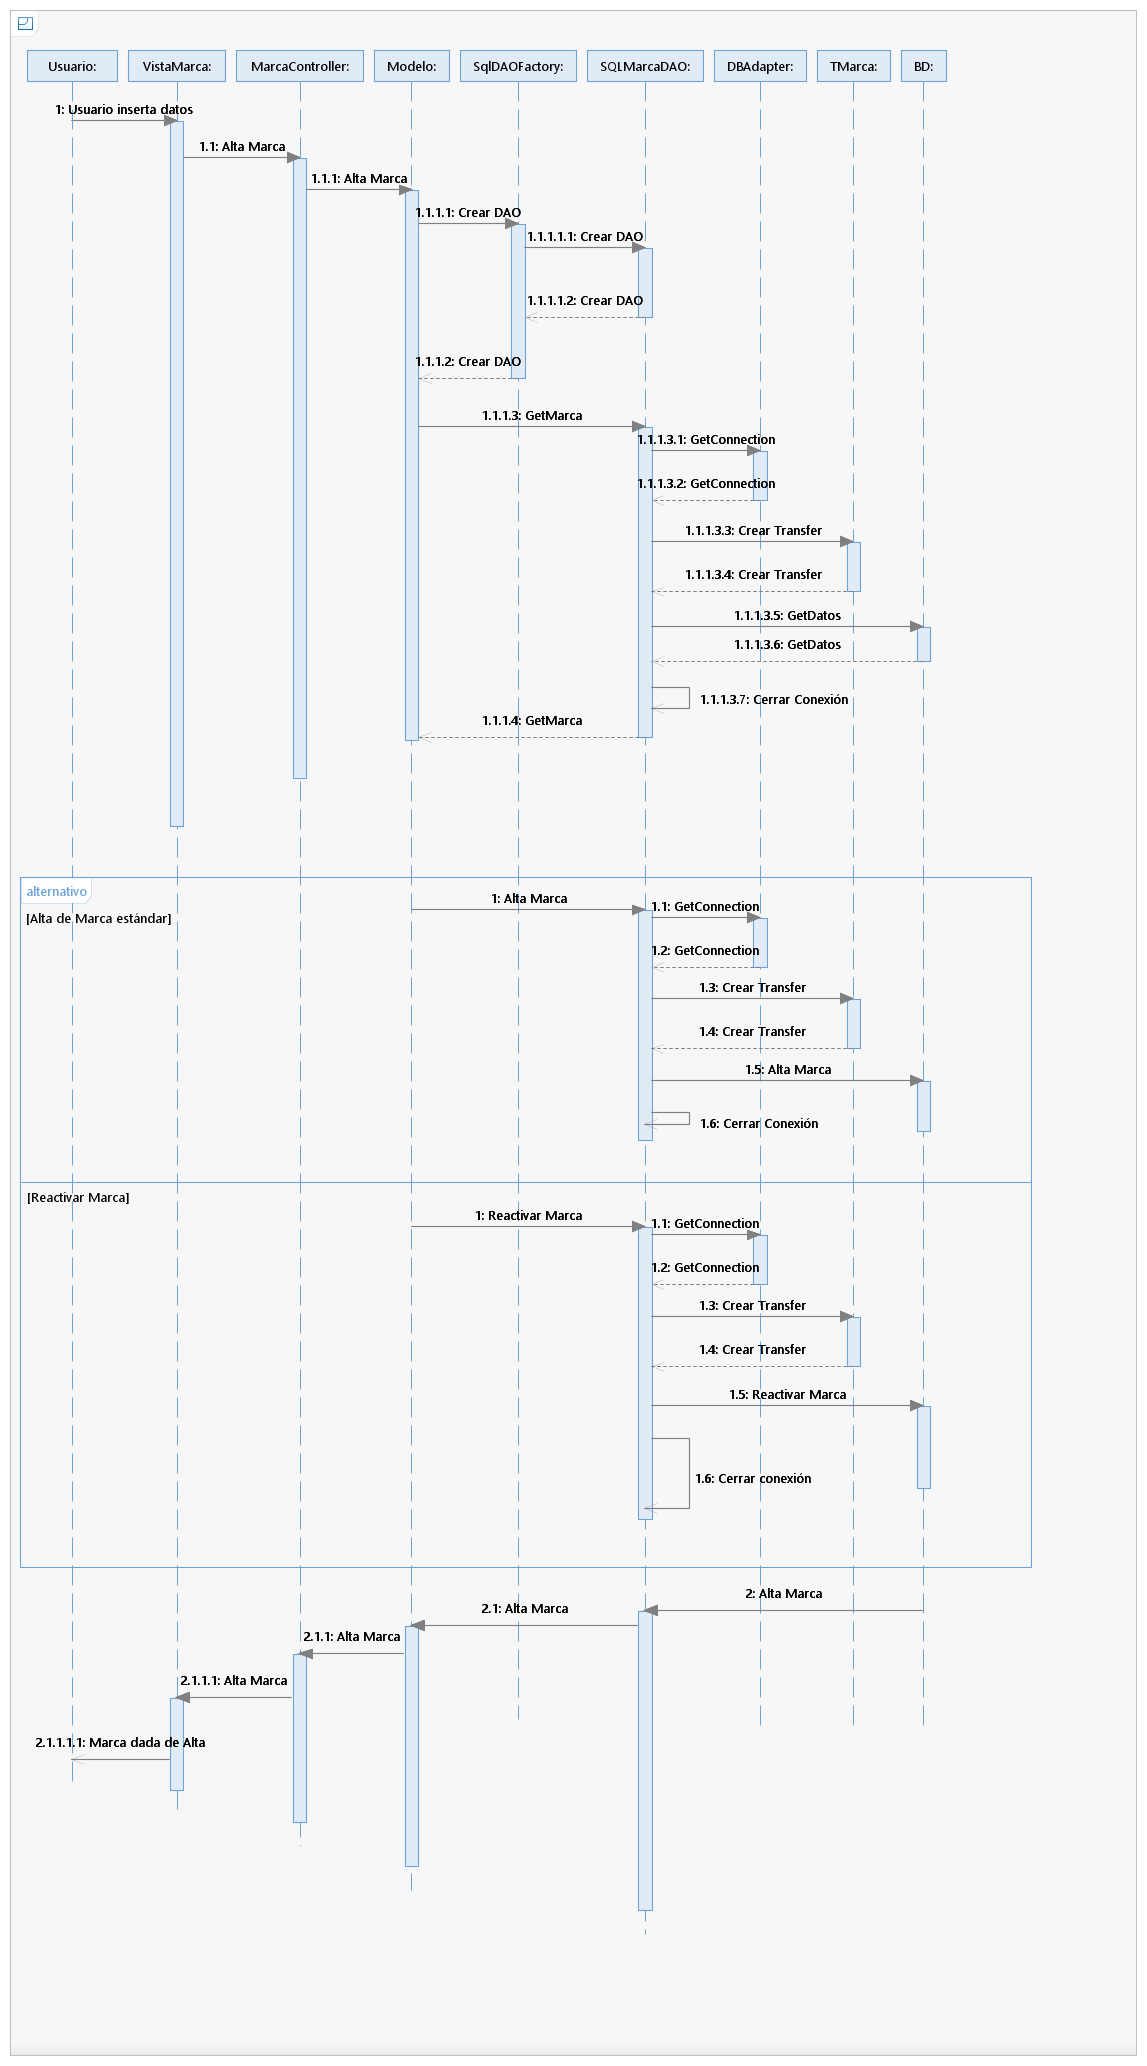 Usuario:
VistaMarca:
MarcaController:
Modelo:
SqlDAOFactory:
SQLMarcaDAO:
DBAdapter:
TMarca:
BD:
1: Usuario inserta datos
1.1: Alta Marca
1.1.1: Alta Marca
1.1.1.1: Crear DAO
1.1.1.1.1: Crear DAO
1.1.1.1.2: Crear DAO
1.1.1.2: Crear DAO
1.1.1.3: GetMarca
1.1.1.3.1: GetConnection
1.1.1.3.2: GetConnection
1.1.1.3.3: Crear Transfer
1.1.1.3.4: Crear Transfer
1.1.1.3.5: GetDatos
1.1.1.3.6: GetDatos
1.1.1.3.7: Cerrar Conexión
1.1.1.4: GetMarca
alternativo
[Alta de Marca estándar]
1: Alta Marca
1.1: GetConnection
1.2: GetConnection
1.3: Crear Transfer
1.4: Crear Transfer
1.5: Alta Marca
1.6: Cerrar Conexión
[Reactivar Marca]
1: Reactivar Marca
1.1: GetConnection
1.2: GetConnection
1.3: Crear Transfer
1.4: Crear Transfer
1.5: Reactivar Marca
1.6: Cerrar conexión
2: Alta Marca
2.1: Alta Marca
2.1.1: Alta Marca
2.1.1.1: Alta Marca
2.1.1.1.1: Marca dada de Alta